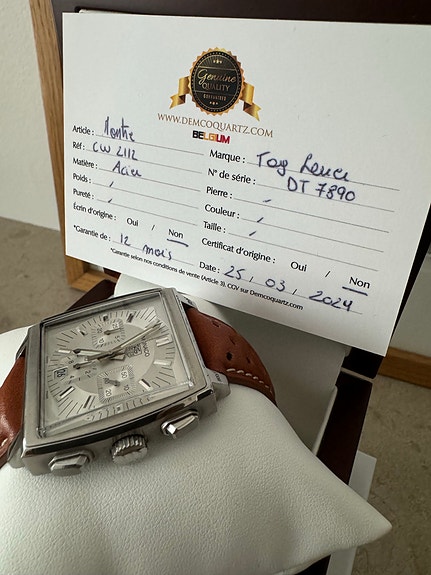 Genuine
QUALITY
GUARANTEED
WWW.DEMCOQUARTZ.COM
BELGIUM
Article : Montre
Marque : Tag Heuer
Réf : CW 2112
N° de série : DT 7890
Matière : Acier
Pierre :
Poids :
Couleur :
Pureté :
Taille :
Ecrin d'origine : Oui / Non
Certificat d'origine : Oui / Non
*Garantie de : 12 mois
Date : 25, 03, 2024
*Garantie selon nos conditions de vente (Article 3). CGV sur Demcoquartz.com